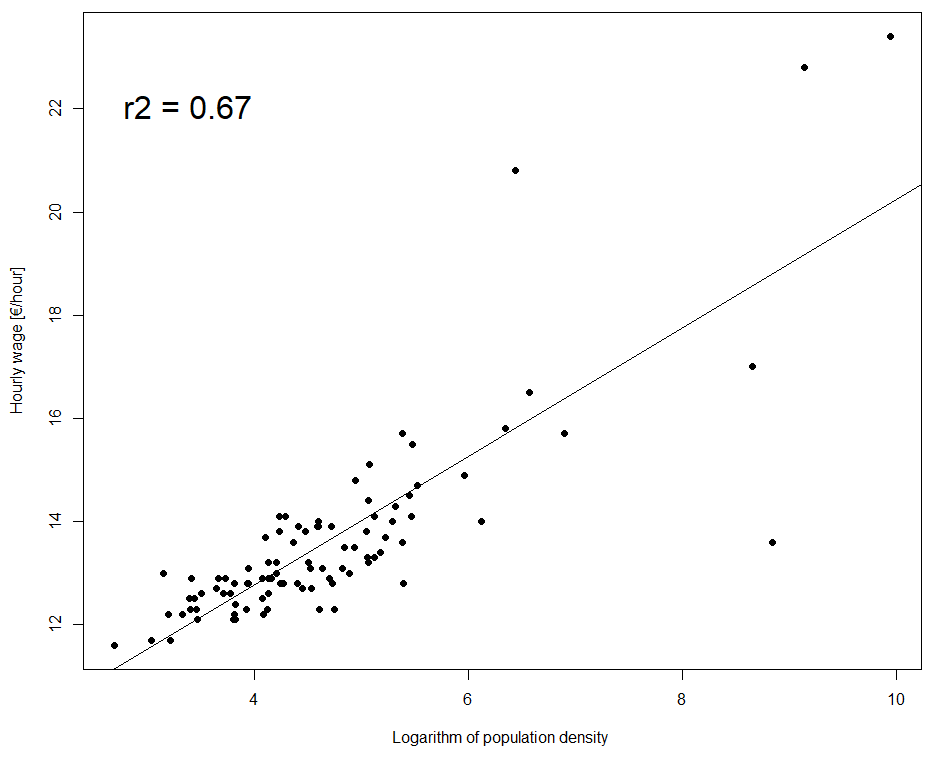 r2 = 0.67
Hourly wage [€/hour]
22
20
18
16
14
12
4 6 8 10
Logarithm of population density